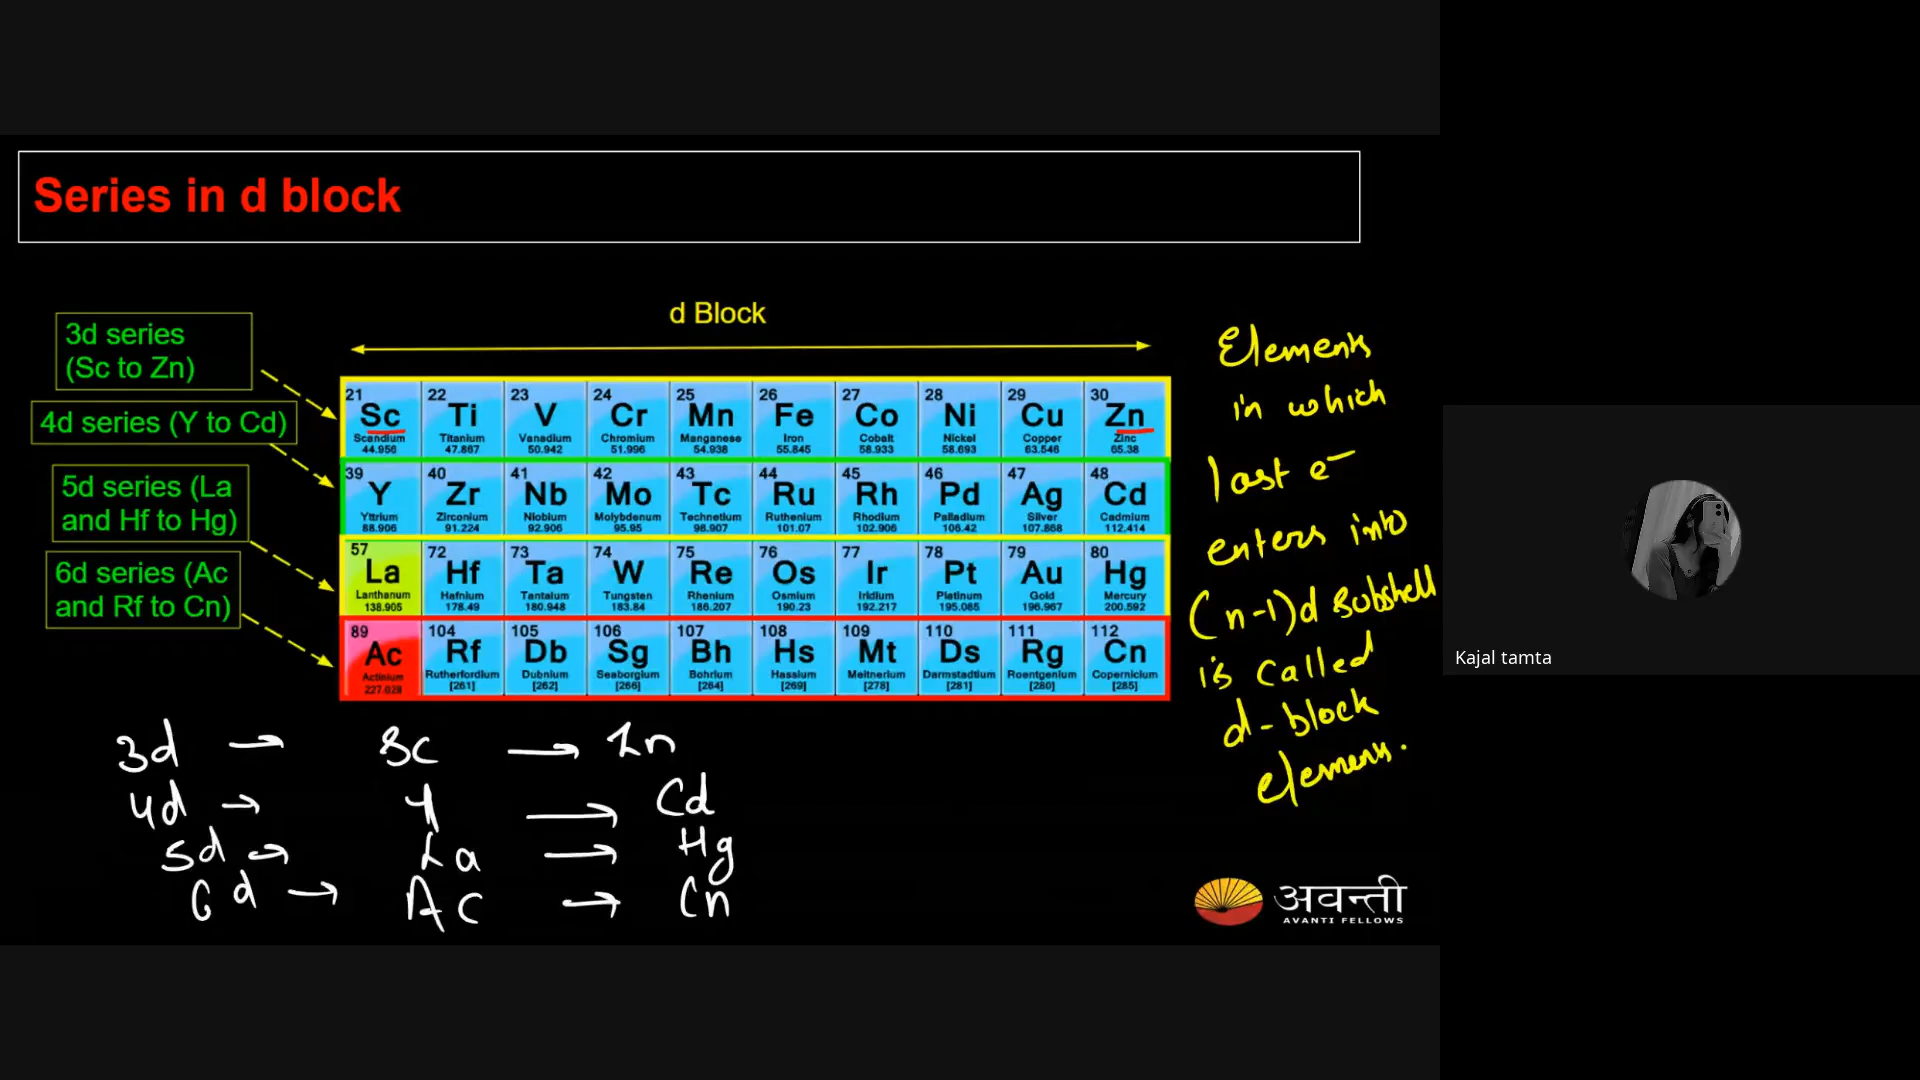 Series in d block
d Block
3d series
(Sc to Zn)
4d series (Y to Cd)
5d series (La
and Hf to Hg)
6d series (Ac
and Rf to Cn)
21 22 23 24 25 26 27 28 29 30
Sc Ti V Cr Mn Fe Co Ni Cu Zn
Scandium Titanium Vanadium Chromium Manganese Iron Cobalt Nickel Copper Zinc
44.956 47.867 50.942 51.996 54.938 55.845 58.933 58.693 63.546 65.38
39 40 41 42 43 44 45 46 47 48
Y Zr Nb Mo Tc Ru Rh Pd Ag Cd
Yttrium Zirconium Niobium Molybdenum Technetium Ruthenium Rhodium Palladium Silver Cadmium
88.906 91.224 92.906 95.95 98.907 101.07 102.906 106.42 107.868 112.414
57 72 73 74 75 76 77 78 79 80
La Hf Ta W Re Os Ir Pt Au Hg
Lanthanum Hafnium Tantalum Tungsten Rhenium Osmium Iridium Platinum Gold Mercury
138.905 178.49 180.948 183.84 186.207 190.23 192.217 195.085 196.967 200.592
89 104 105 106 107 108 109 110 111 112
Ac Rf Db Sg Bh Hs Mt Ds Rg Cn
Actinium Rutherfordium Dubnium Seaborgium Bohrium Hassium Meitnerium Darmstadtium Roentgenium Copernicium
227.028 [261] [262] [266] [264] [269] [278] [281] [280] [285]
Elements
in which
last e⁻
enters into
(n-1)d subshell
is called
d-block
elements.
3d → Sc → Zn
4d → Y → Cd
5d → La → Hg
6d → Ac → Cn
अवन्ती
AVANTI FELLOWS
Kajal tamta